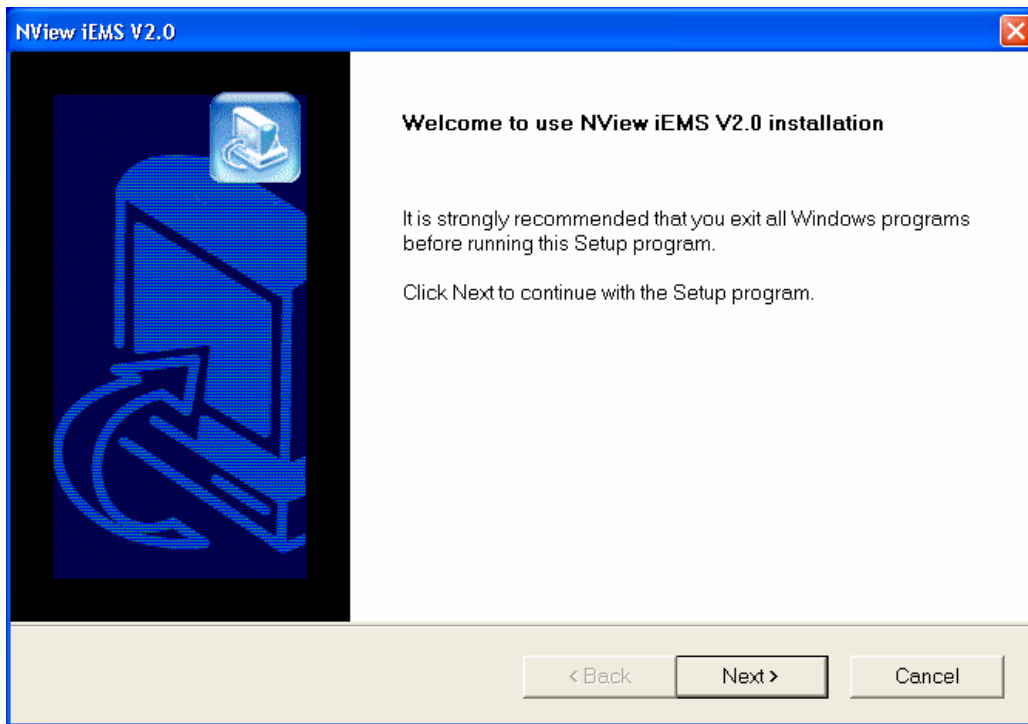 NView iEMS V2.0
Welcome to use NView iEMS V2.0 installation
It is strongly recommended that you exit all Windows programs
before running this Setup program.
Click Next to continue with the Setup program.
< Back
Next >
Cancel